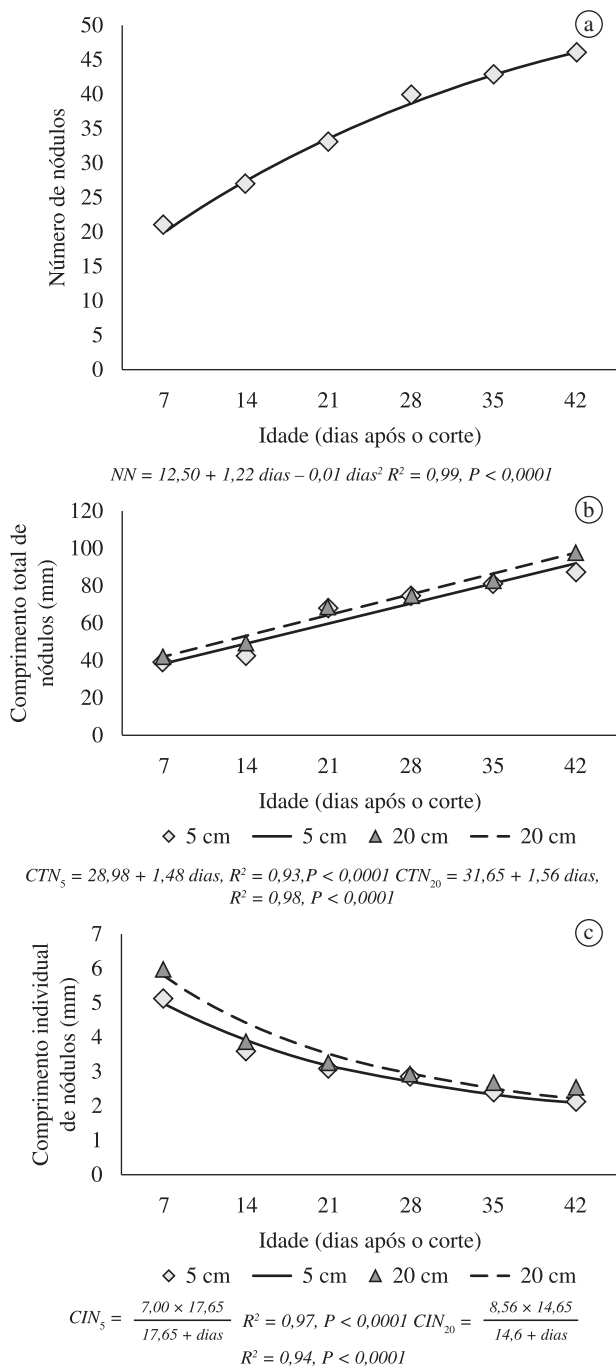 a
50
45
40
35
30
25
20
15
10
5
0
Número de nódulos
7 14 21 28 35 42
Idade (dias após o corte)
NN = 12,50 + 1,22 dias – 0,01 dias² R² = 0,99, P < 0,0001
b
120
100
80
60
40
20
0
Comprimento total de
nódulos (mm)
7 14 21 28 35 42
Idade (dias após o corte)
5 cm 5 cm 20 cm 20 cm
CTN₅ = 28,98 + 1,48 dias, R² = 0,93,P < 0,0001 CTN₂₀ = 31,65 + 1,56 dias,
R² = 0,98, P < 0,0001
c
7
6
5
4
3
2
1
0
Comprimento individual
de nódulos (mm)
7 14 21 28 35 42
Idade (dias após o corte)
5 cm 5 cm 20 cm 20 cm
CIN₅ = 7,00 × 17,65 / 17,65 + dias R² = 0,97, P < 0,0001 CIN₂₀ = 8,56 × 14,65 / 14,6 + dias
R² = 0,94, P < 0,0001